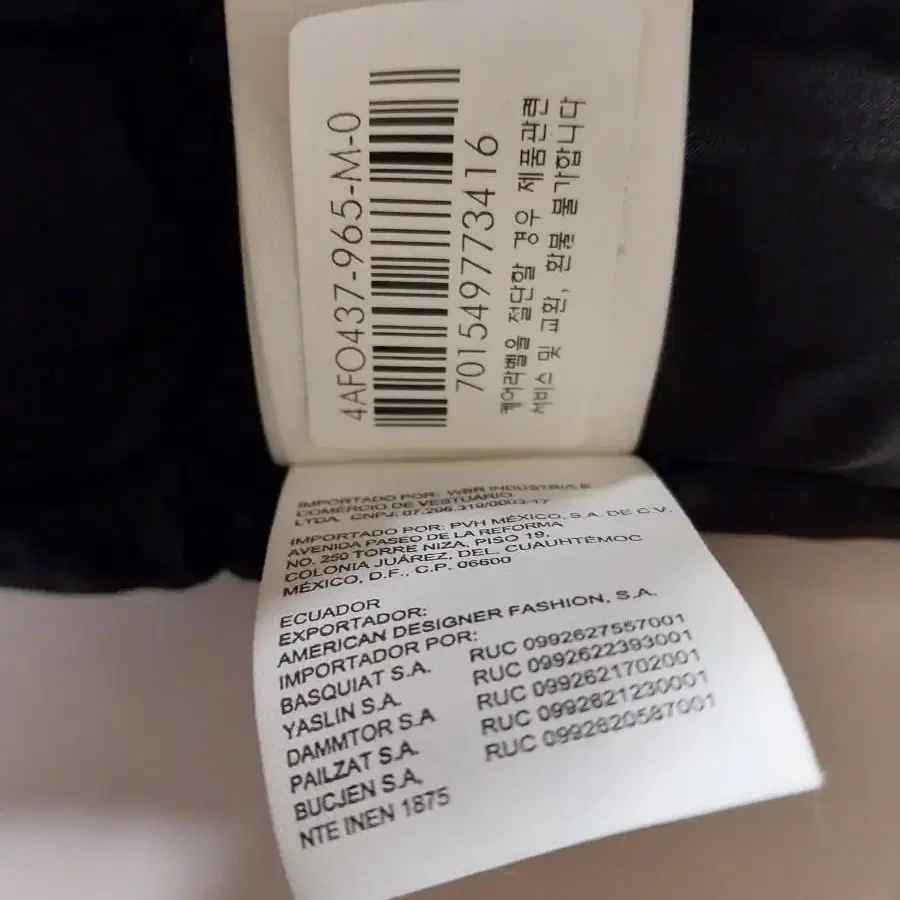 4AFO437-965-M-0
701549773416
케어라벨을 절단할 경우 제품관련
서비스 및 교환, 환불 불가합니다
IMPORTADO POR: WBR INDUSTRIA E
COMERCIO DE VESTUÁRIO
LTDA. CNPJ: 07.296.319/0003-17
IMPORTADO POR: PVH MÉXICO, S.A. DE C.V.
AVENIDA PASEO DE LA REFORMA
NO. 250 TORRE NIZA, PISO 19,
COLONIA JUÁREZ, DEL. CUAUHTÉMOC
MÉXICO, D.F., C.P. 06600
ECUADOR
EXPORTADOR:
AMERICAN DESIGNER FASHION, S.A.
IMPORTADOR POR:
BASQUIAT S.A. RUC 0992627557001
YASLIN S.A. RUC 0992622393001
DAMMTOR S.A RUC 0992621702001
PAILZAT S.A. RUC 0992621230001
BUCJEN S.A. RUC 0992620587001
NTE INEN 1875